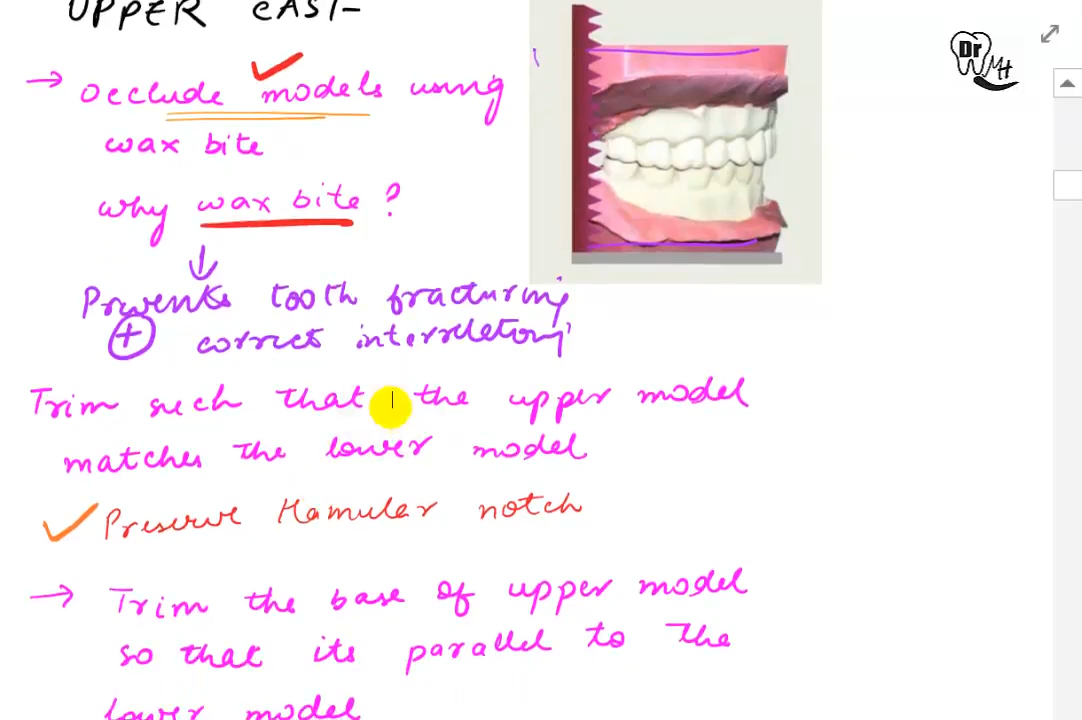 UPPER CAST-
→ Occlude models using
wax bite
why wax bite ?
↓
Prevents tooth fracturing
+ correct interrelation
Trim such that the upper model
matches the lower model
✓ Preserve Hamular notch
→ Trim the base of upper model
so that its parallel to the
lower model
Dr
MH